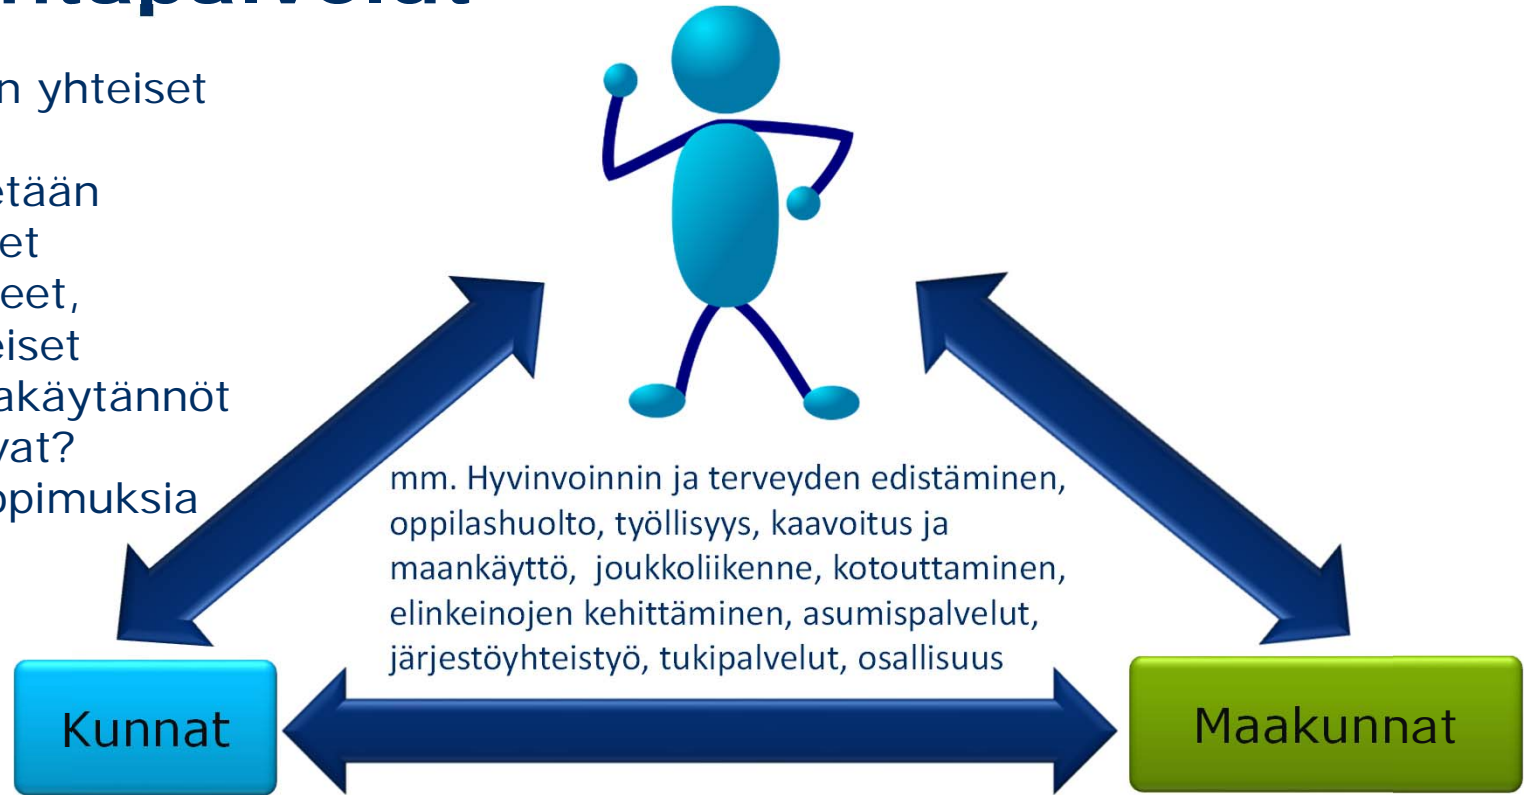 n yhteiset
etään
et
eet,
eiset
akäytännöt
vat?
opimuksia
mm. Hyvinvoinnin ja terveyden edistäminen,
oppilashuolto, työllisyys, kaavoitus ja
maankäyttö, joukkoliikenne, kotouttaminen,
elinkeinojen kehittäminen, asumispalvelut,
järjestöyhteistyö, tukipalvelut, osallisuus
Kunnat
Maakunnat